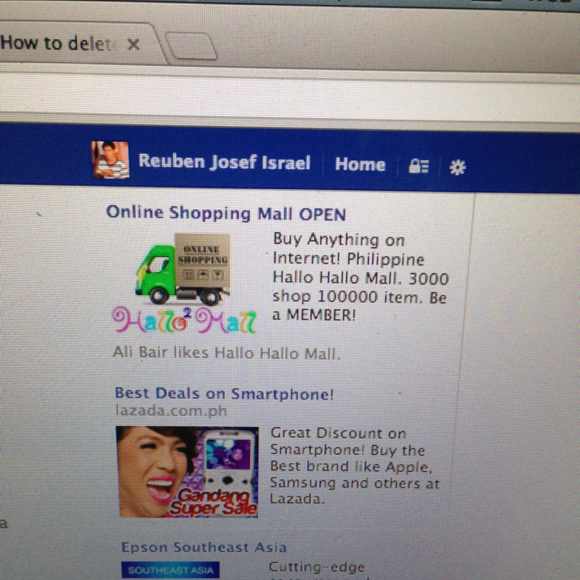 How to delet
Reuben Josef Israel Home
Online Shopping Mall OPEN
ONLINE
SHOPPING
Hallo2 Mall
Buy Anything on
Internet! Philippine
Hallo Hallo Mall. 3000
shop 100000 item. Be
a MEMBER!
Ali Bair likes Hallo Hallo Mall.
Best Deals on Smartphone!
lazada.com.ph
Gandang
Super Sale
Great Discount on
Smartphone! Buy the
Best brand like Apple,
Samsung and others at
Lazada.
a
Epson Southeast Asia
SOUTHEAST ASIA
Cutting-edge